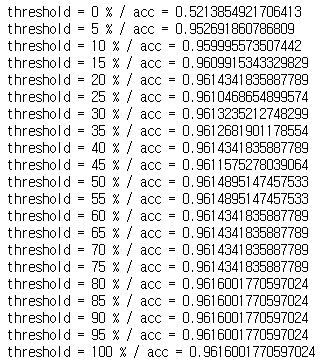 threshold = 0 % / acc = 0.5213854921706413
threshold = 5 % / acc = 0.952691860786809
threshold = 10 % / acc = 0.959995573507442
threshold = 15 % / acc = 0.9609915343329829
threshold = 20 % / acc = 0.9614341835887789
threshold = 25 % / acc = 0.9610468654899574
threshold = 30 % / acc = 0.9613235212748299
threshold = 35 % / acc = 0.9612681901178554
threshold = 40 % / acc = 0.9614341835887789
threshold = 45 % / acc = 0.9611575278039064
threshold = 50 % / acc = 0.9614895147457533
threshold = 55 % / acc = 0.9614895147457533
threshold = 60 % / acc = 0.9614341835887789
threshold = 65 % / acc = 0.9614341835887789
threshold = 70 % / acc = 0.9614341835887789
threshold = 75 % / acc = 0.9614341835887789
threshold = 80 % / acc = 0.9616001770597024
threshold = 85 % / acc = 0.9616001770597024
threshold = 90 % / acc = 0.9616001770597024
threshold = 95 % / acc = 0.9616001770597024
threshold = 100 % / acc = 0.9616001770597024